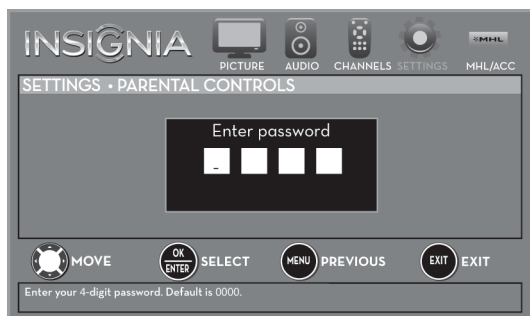 INSIGNIA
PICTURE AUDIO CHANNELS SETTINGS MHL/ACC
MHL
SETTINGS • PARENTAL CONTROLS
Enter password
_
MOVE OK ENTER SELECT MENU PREVIOUS EXIT EXIT
Enter your 4-digit password. Default is 0000.